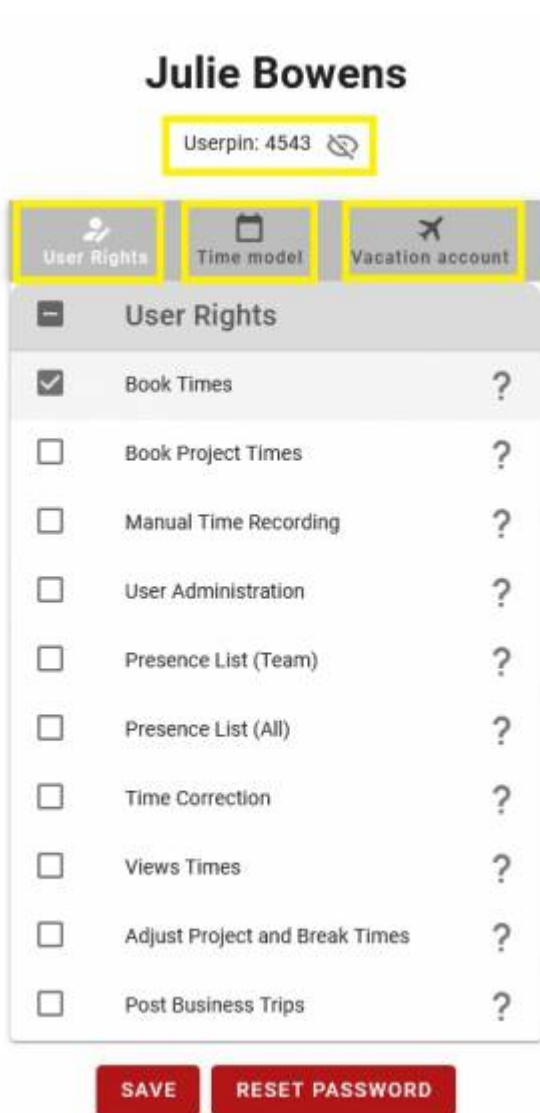 Julie Bowens
Userpin: 4543
User Rights Time model Vacation account
User Rights
Book Times ?
Book Project Times ?
Manual Time Recording ?
User Administration ?
Presence List (Team) ?
Presence List (All) ?
Time Correction ?
Views Times ?
Adjust Project and Break Times ?
Post Business Trips ?
SAVE RESET PASSWORD